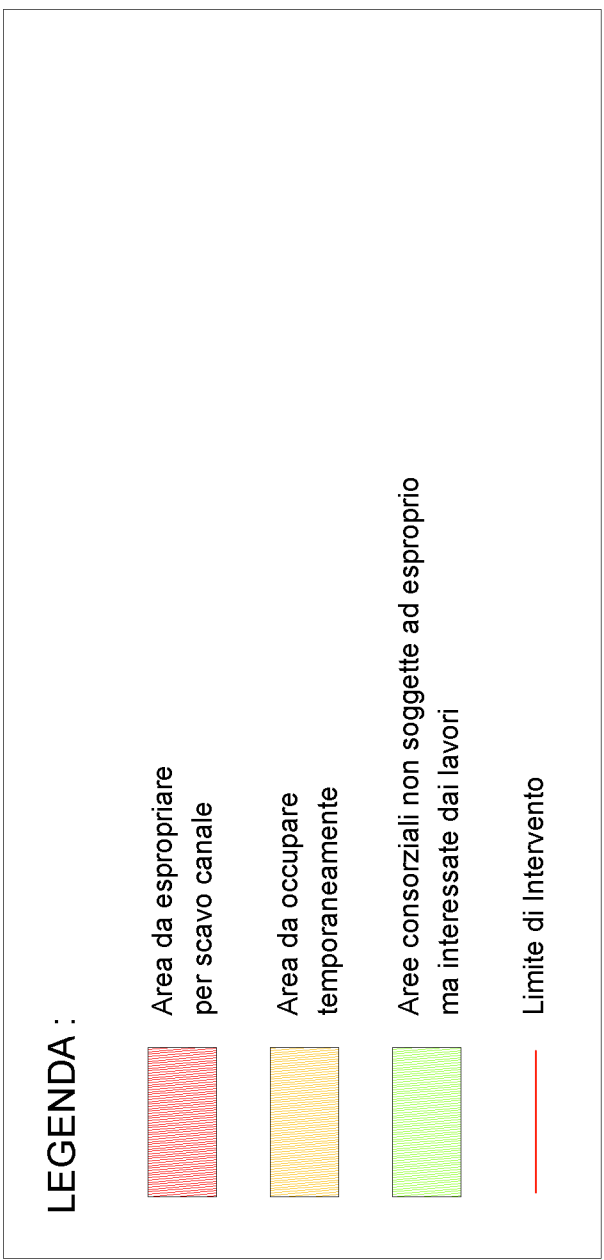 LEGENDA :
Area da espropriare
per scavo canale
Area da occupare
temporaneamente
Aree consorziali non soggette ad esproprio
ma interessate dai lavori
Limite di Intervento